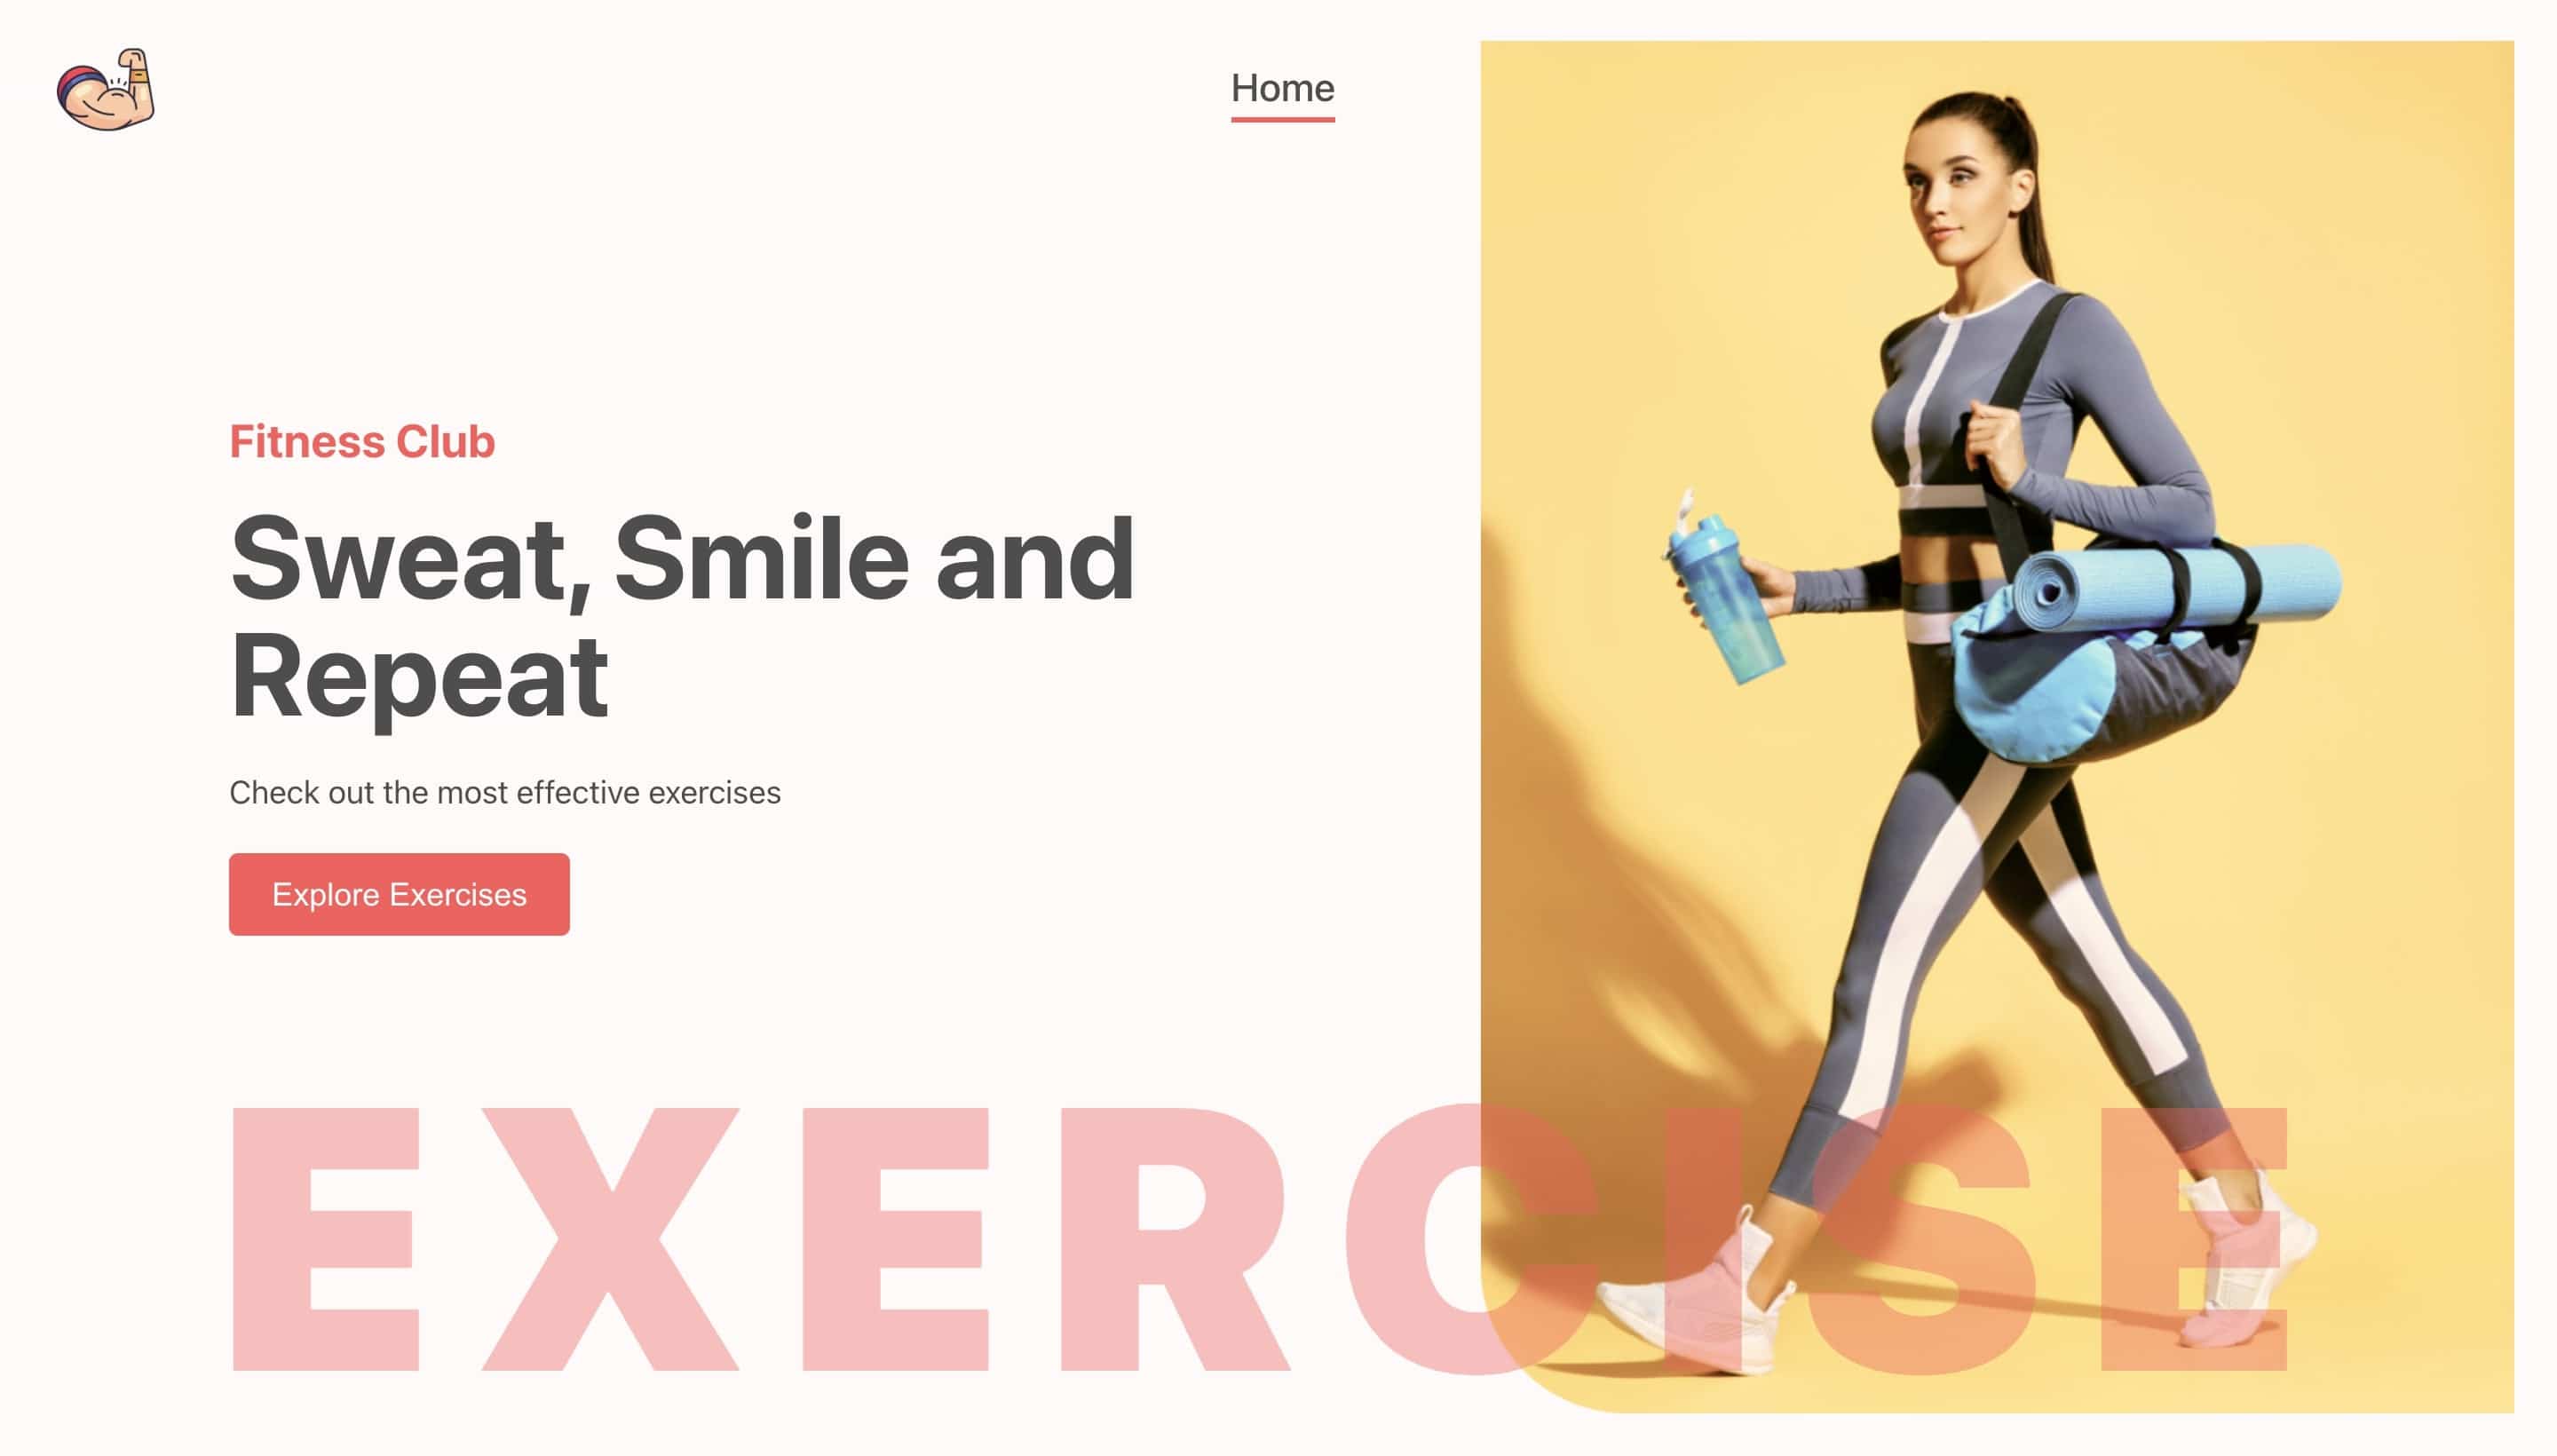 Home
Fitness Club
Sweat, Smile and
Repeat
Check out the most effective exercises
Explore Exercises
EXERCISE